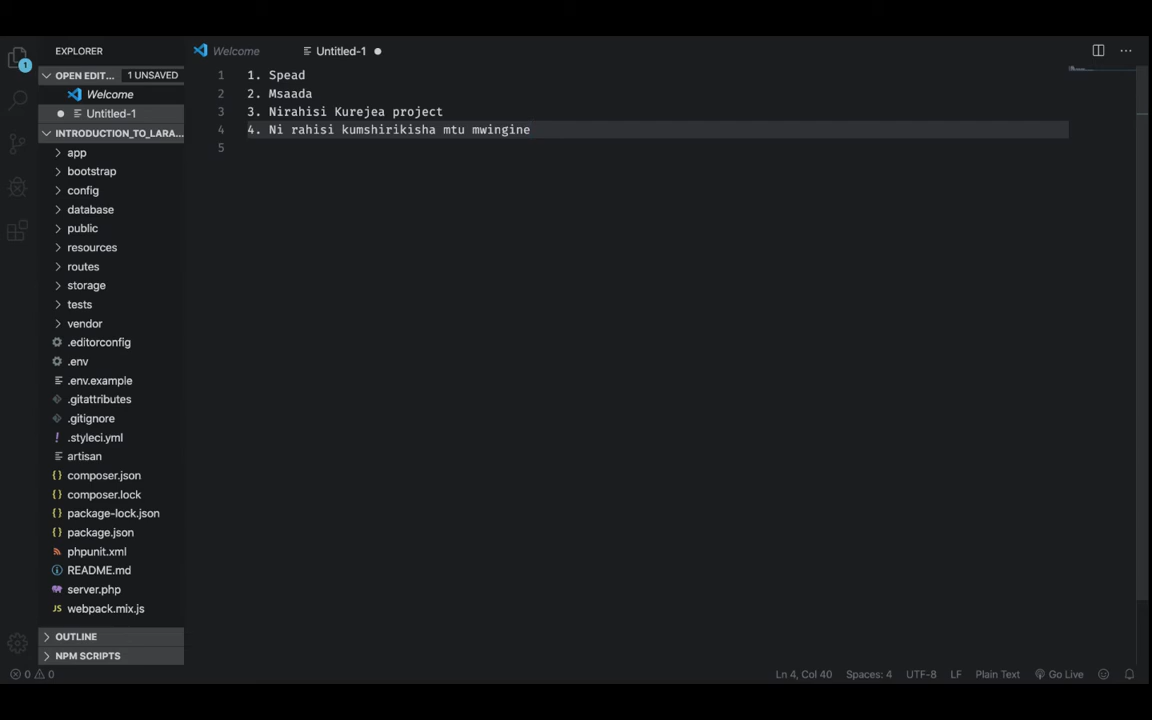 EXPLORER
Welcome
Untitled-1
OPEN EDIT...
1 UNSAVED
Welcome
Untitled-1
INTRODUCTION_TO_LARA...
app
bootstrap
config
database
public
resources
routes
storage
tests
vendor
.editorconfig
.env
.env.example
.gitattributes
.gitignore
.styleci.yml
artisan
composer.json
composer.lock
package-lock.json
package.json
phpunit.xml
README.md
server.php
webpack.mix.js
OUTLINE
NPM SCRIPTS
1
1 1. Spead
2 2. Msaada
3 3. Nirahisi Kurejea project
4 4. Ni rahisi kumshirikisha mtu mwingine
5
0 0
Ln 4, Col 40 Spaces: 4 UTF-8 LF Plain Text Go Live